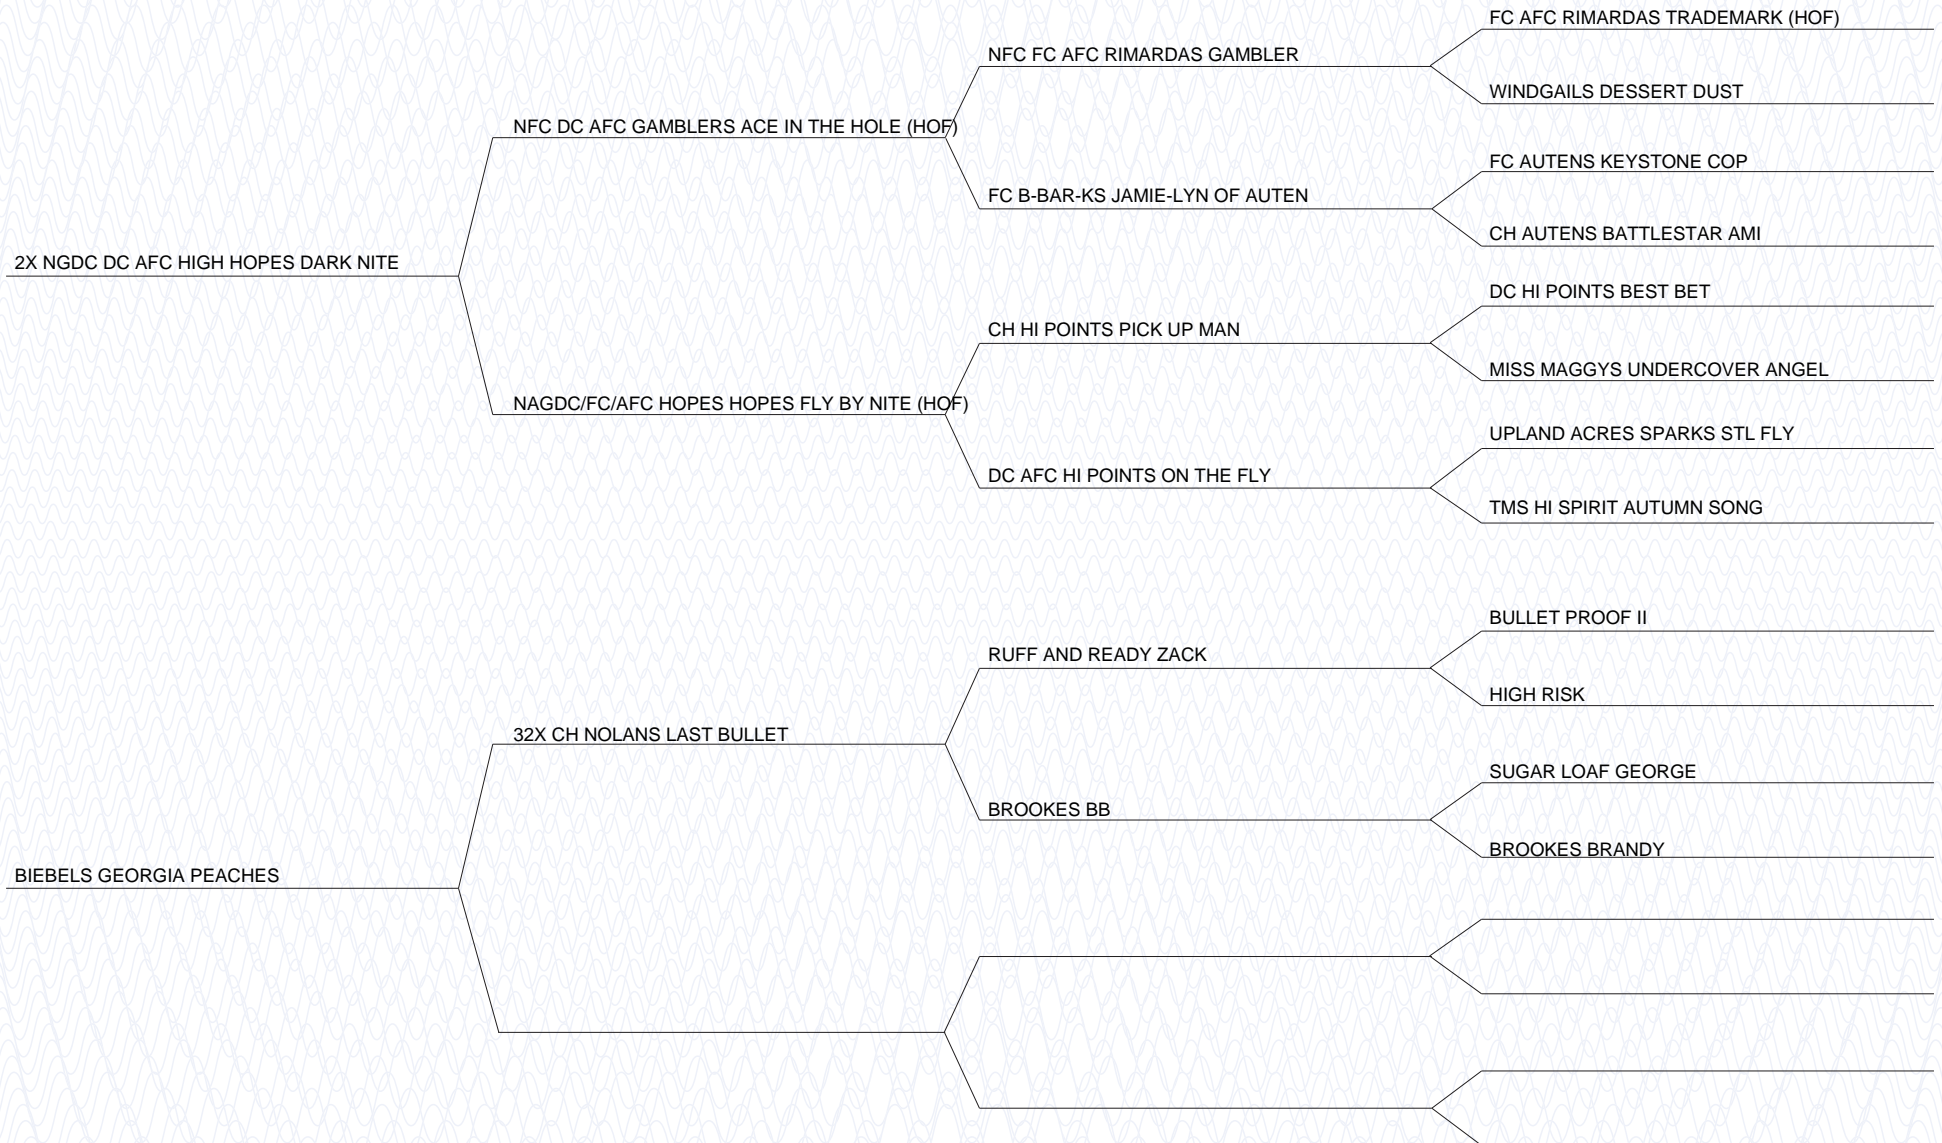 FC AFC RIMARDAS TRADEMARK (HOF)
NFC FC AFC RIMARDAS GAMBLER
WINDGAILS DESSERT DUST
NFC DC AFC GAMBLERS ACE IN THE HOLE (HOF)
FC AUTENS KEYSTONE COP
FC B-BAR-KS JAMIE-LYN OF AUTEN
CH AUTENS BATTLESTAR AMI
2X NGDC DC AFC HIGH HOPES DARK NITE
DC HI POINTS BEST BET
CH HI POINTS PICK UP MAN
MISS MAGGYS UNDERCOVER ANGEL
NAGDC/FC/AFC HOPES HOPES FLY BY NITE (HOF)
UPLAND ACRES SPARKS STL FLY
DC AFC HI POINTS ON THE FLY
TMS HI SPIRIT AUTUMN SONG
BULLET PROOF II
RUFF AND READY ZACK
HIGH RISK
32X CH NOLANS LAST BULLET
SUGAR LOAF GEORGE
BROOKES BB
BROOKES BRANDY
BIEBELS GEORGIA PEACHES